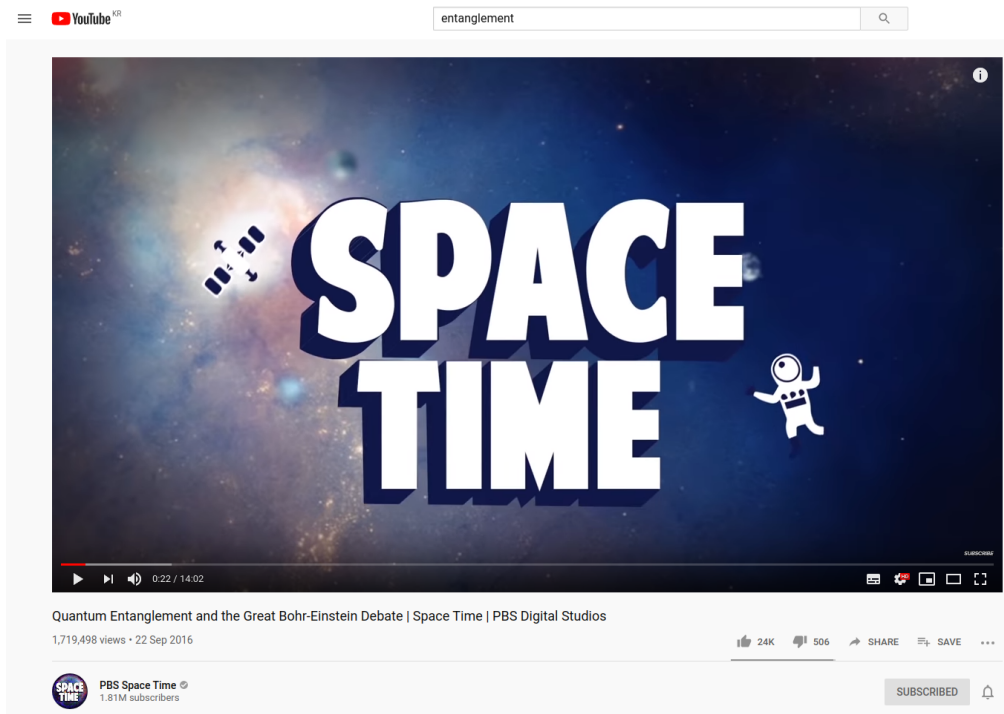 YouTube KR
entanglement
SPACE
TIME
SUBSCRIBE
0:22 / 14:02
HD
Quantum Entanglement and the Great Bohr-Einstein Debate | Space Time | PBS Digital Studios
1,719,498 views • 22 Sep 2016
24K 506 SHARE SAVE
SPACE
TIME
PBS Space Time
1.81M subscribers
SUBSCRIBED